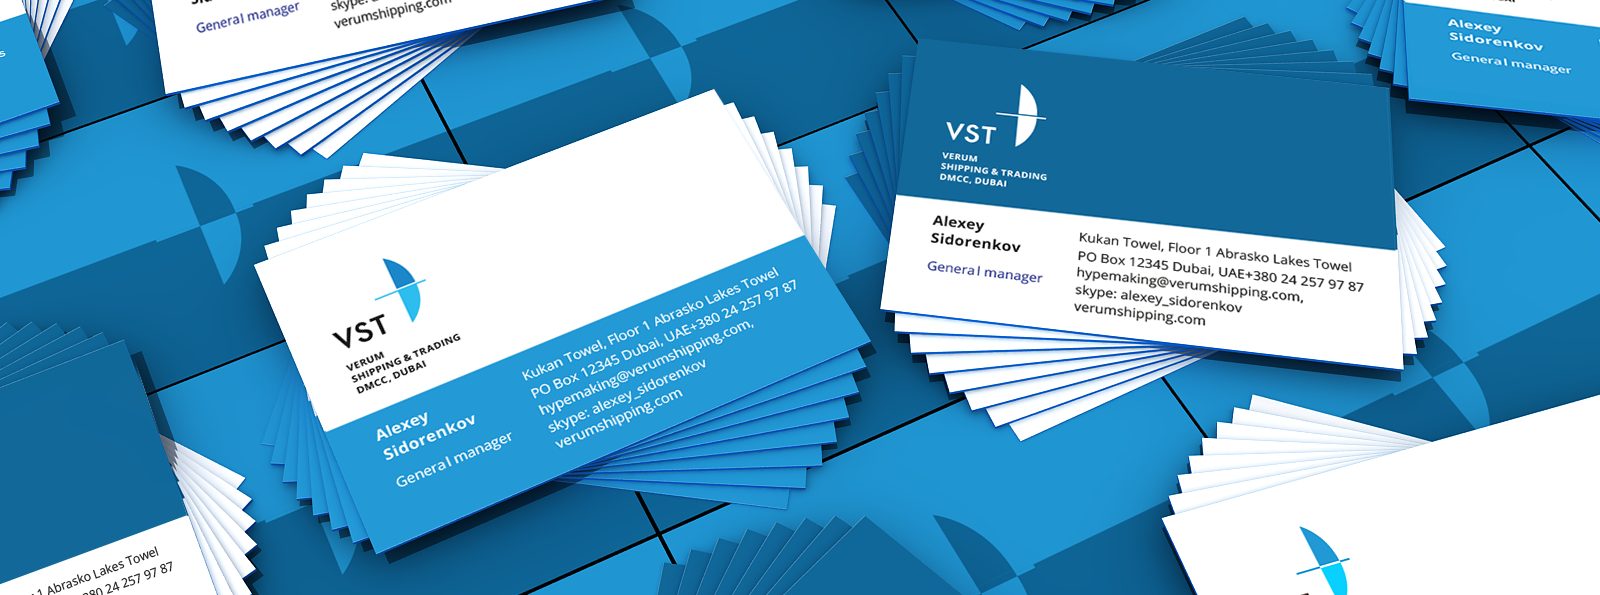 General manager
skype:
verumshipping.com
VST
VERUM
SHIPPING & TRADING
DMCC, DUBAI
Alexey
Sidorenkov
General manager
Kukan Towel, Floor 1 Abrasko Lakes Towel
PO Box 12345 Dubai, UAE+380 24 257 97 87
hypemaking@verumshipping.com,
skype: alexey_sidorenkov
verumshipping.com
VST
VERUM
SHIPPING & TRADING
DMCC, DUBAI
Alexey
Sidorenkov
General manager
Kukan Towel, Floor 1 Abrasko Lakes Towel
PO Box 12345 Dubai, UAE+380 24 257 97 87
hypemaking@verumshipping.com,
skype: alexey_sidorenkov
verumshipping.com
Alexey
Sidorenkov
General manager
1 Abrasko Lakes Towel
380 24 257 97 87